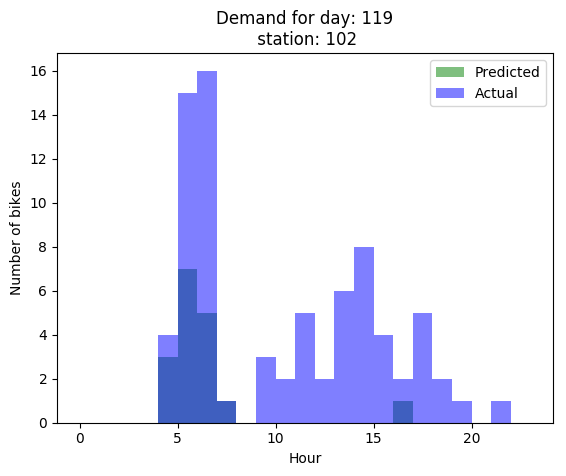 Demand for day: 119
station: 102
Predicted
Actual
16
14
12
10
8
6
4
2
0
Number of bikes
0 5 10 15 20
Hour